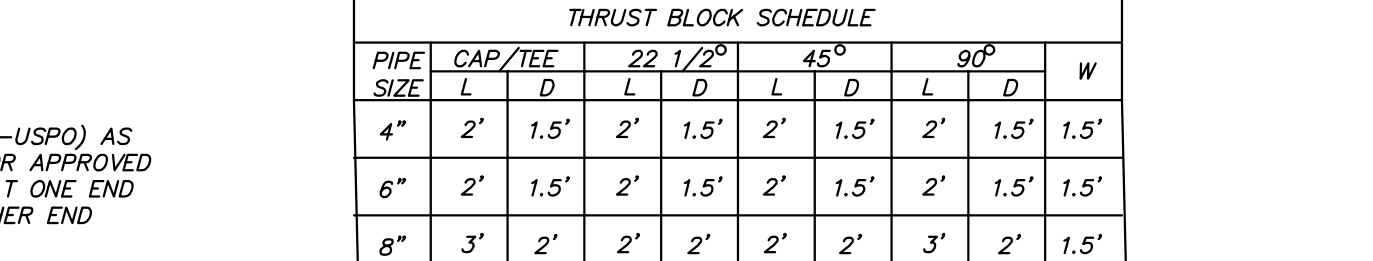 THRUST BLOCK SCHEDULE
PIPE SIZE CAP/TEE 22 1/2° 45° 90° W
L D L D L D L D
4" 2' 1.5' 2' 1.5' 2' 1.5' 2' 1.5' 1.5'
6" 2' 1.5' 2' 1.5' 2' 1.5' 2' 1.5' 1.5'
8" 3' 2' 2' 2' 2' 2' 3' 2' 1.5'
-USPO) AS
R APPROVED
T ONE END
HER END